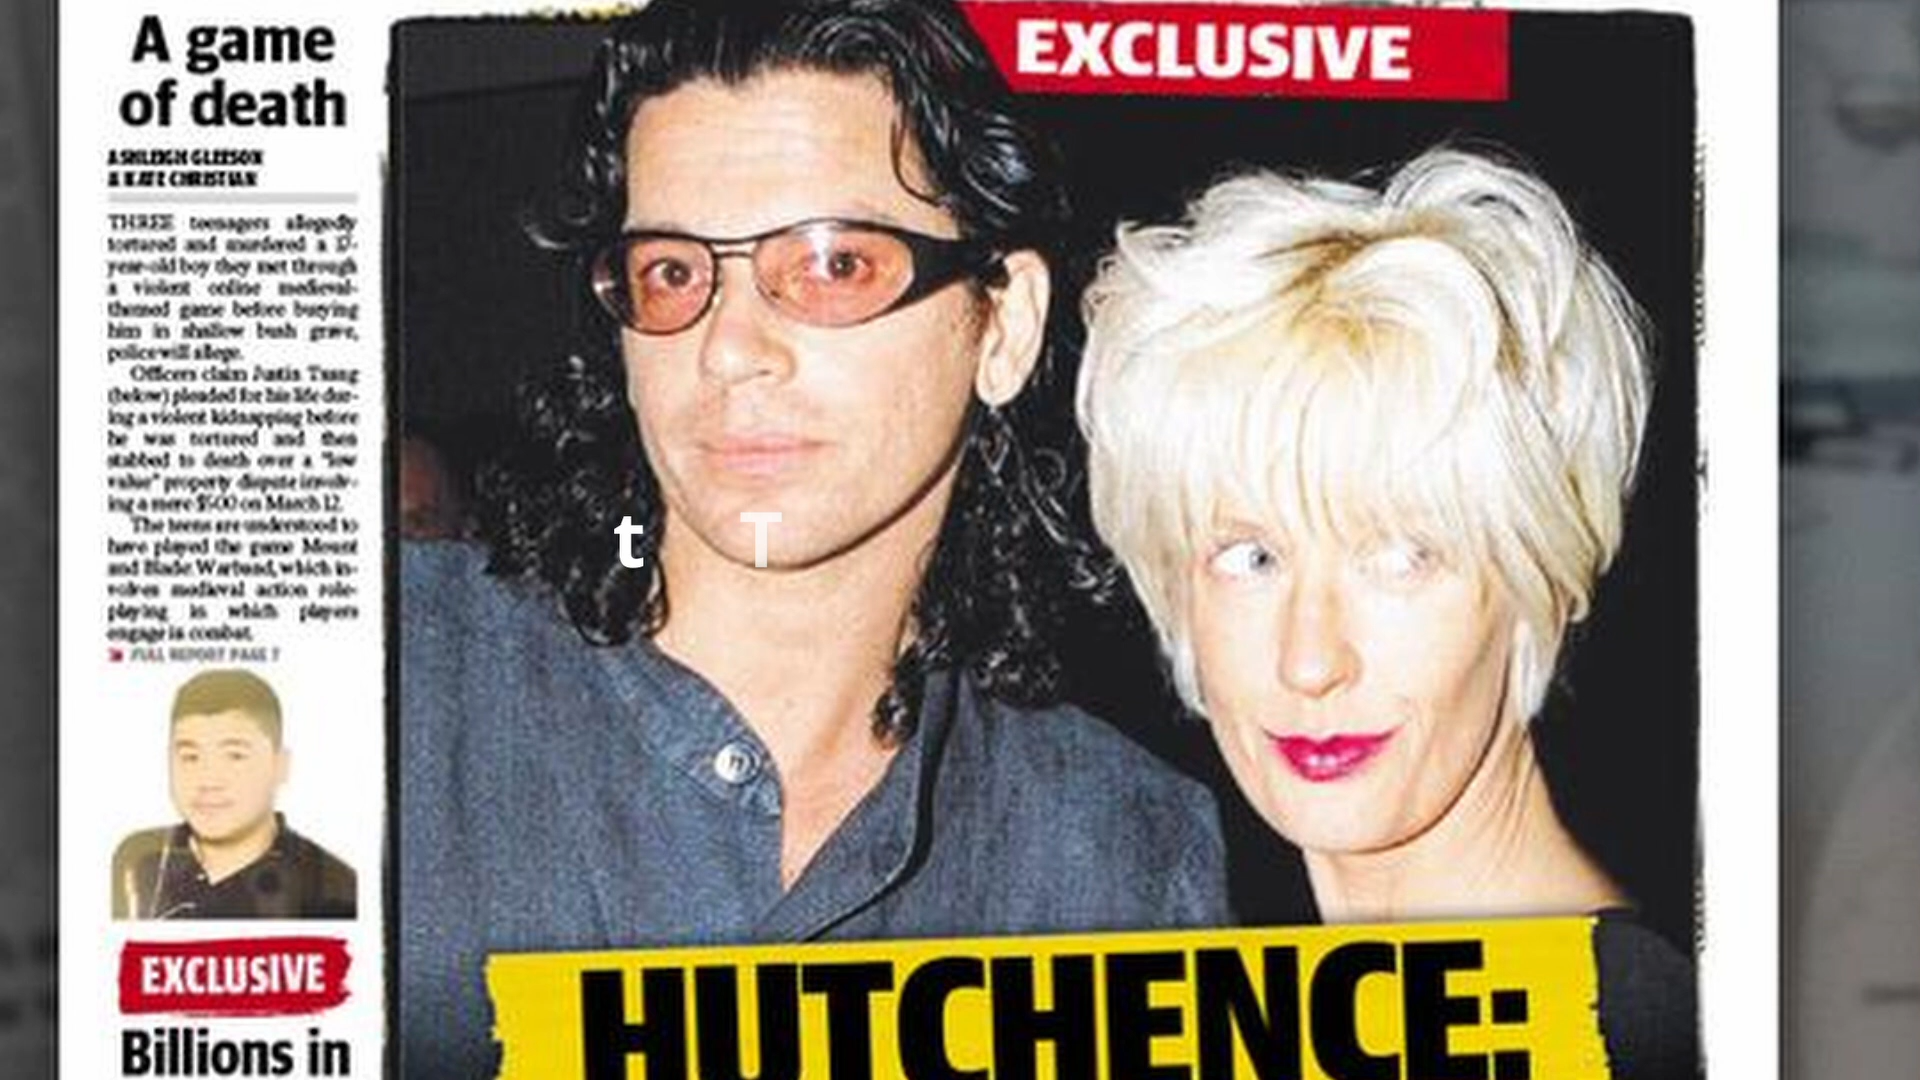 A game
of death
ASHLEIGH GLEESON
& KATE CHRISTIAN
THREE teenagers allegedly
tortured and murdered a 17-
year-old boy they met through
a violent online medieval-
themed game before burying
him in shallow bush grave,
police will allege.
Officers claim Justin Tsang
(below) pleaded for his life dur-
ing a violent kidnapping before
he was tortured and then
stabbed to death over a "low
value" property dispute involv-
ing a mere $500 on March 12.
The teens are understood to
have played the game Mount
and Blade: Warband, which in-
volves medieval action role-
playing in which players
engage in combat.
FULL REPORT PAGE 7
EXCLUSIVE
Billions in
EXCLUSIVE
t T
HUTCHENCE: